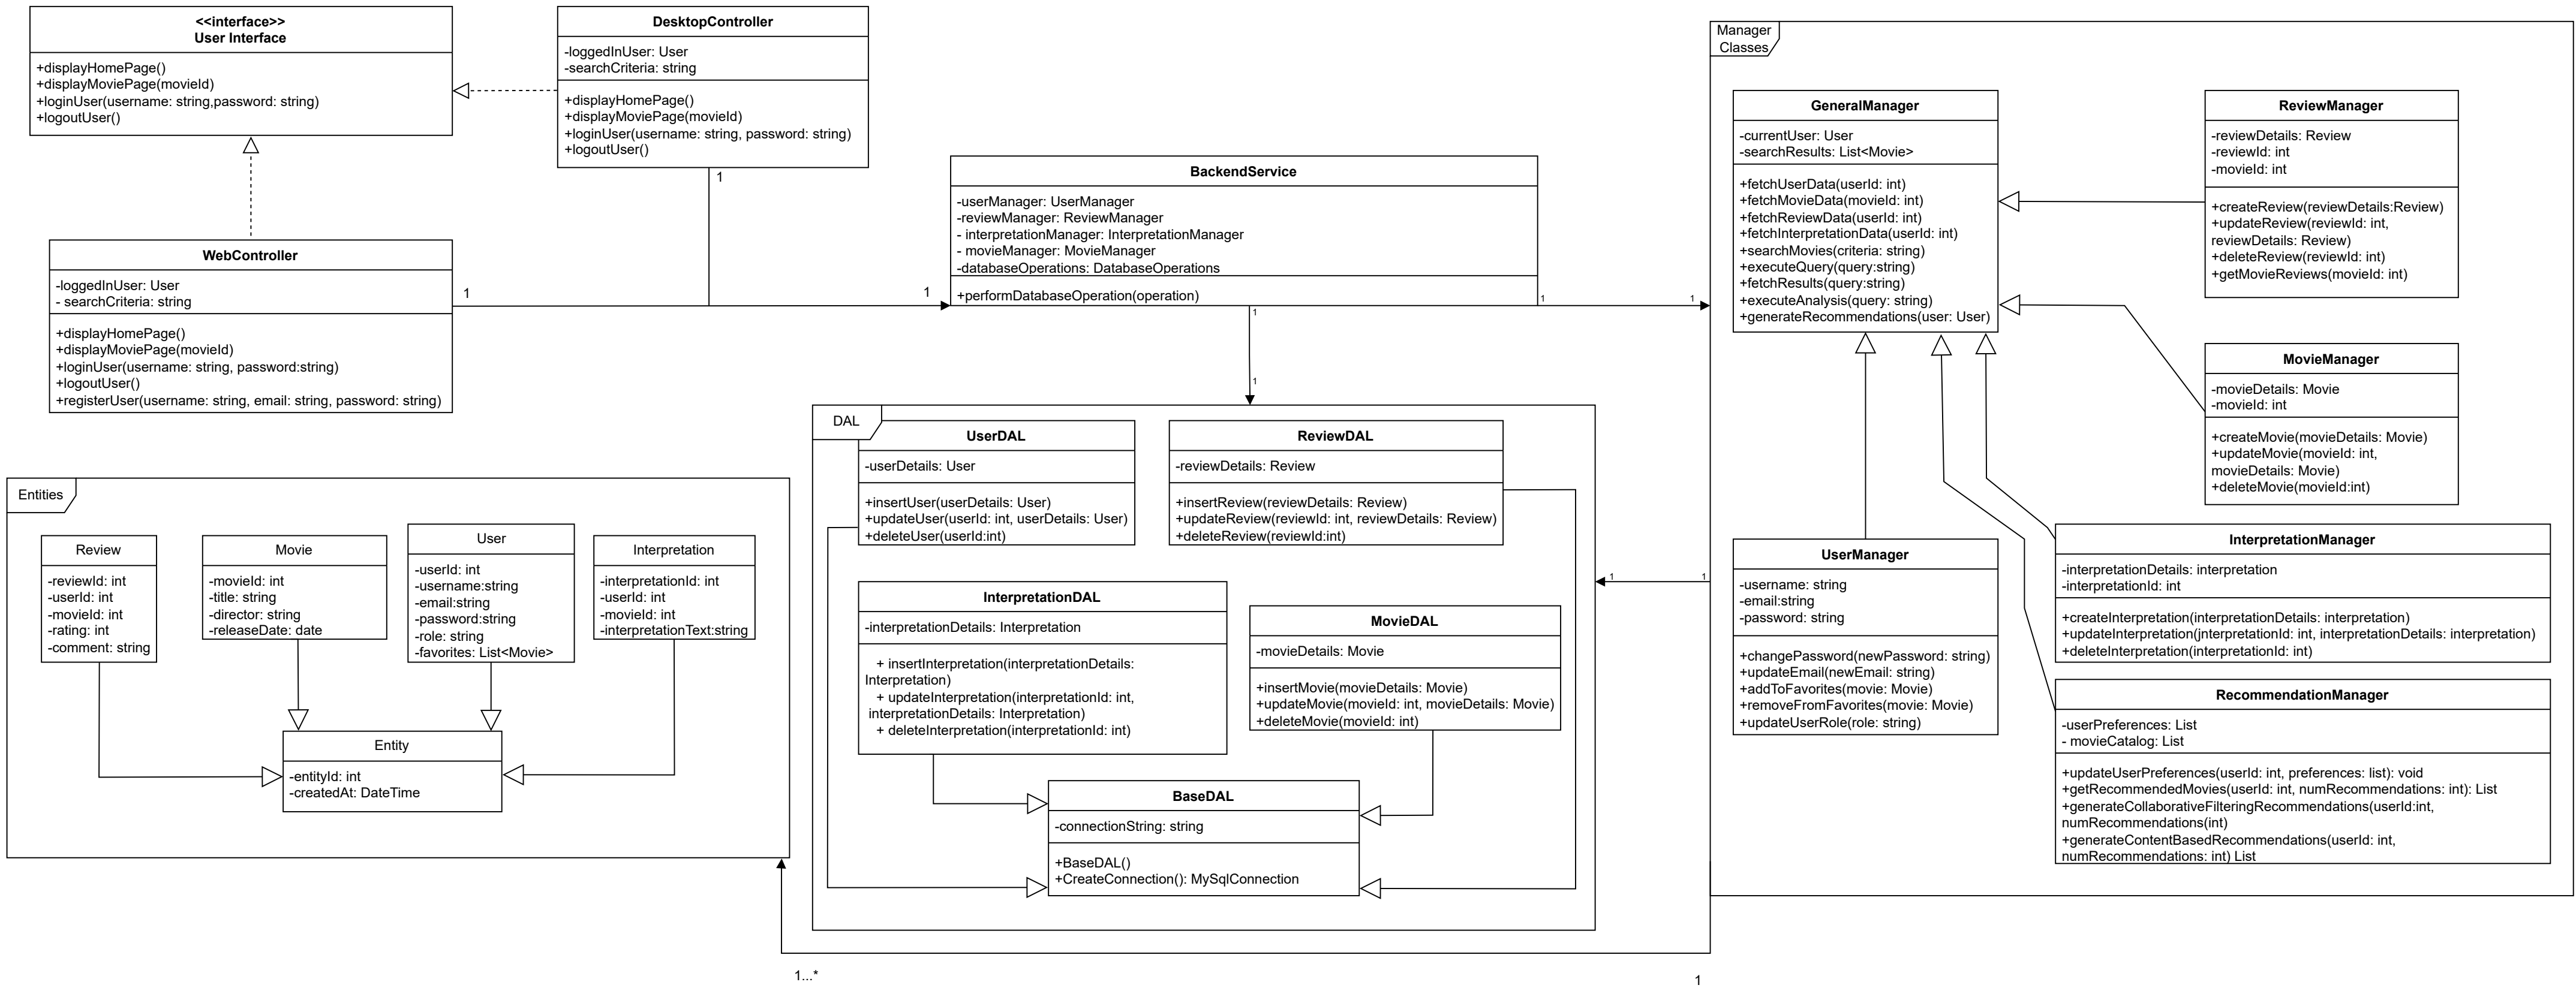 <<interface>>
User Interface
+displayHomePage()
+displayMoviePage(movieId)
+loginUser(username: string,password: string)
+logoutUser()
DesktopController
-loggedInUser: User
-searchCriteria: string
+displayHomePage()
+displayMoviePage(movieId)
+loginUser(username: string, password: string)
+logoutUser()
1
WebController
-loggedInUser: User
- searchCriteria: string
+displayHomePage()
+displayMoviePage(movieId)
+loginUser(username: string, password:string)
+logoutUser()
+registerUser(username: string, email: string, password: string)
1
1
BackendService
-userManager: UserManager
-reviewManager: ReviewManager
- interpretationManager: InterpretationManager
- movieManager: MovieManager
-databaseOperations: DatabaseOperations
+performDatabaseOperation(operation)
1
1
1
1
Manager
Classes
GeneralManager
-currentUser: User
-searchResults: List<Movie>
+fetchUserData(userId: int)
+fetchMovieData(movieId: int)
+fetchReviewData(userId: int)
+fetchInterpretationData(userId: int)
+searchMovies(criteria: string)
+executeQuery(query:string)
+fetchResults(query:string)
+executeAnalysis(query: string)
+generateRecommendations(user: User)
ReviewManager
-reviewDetails: Review
-reviewId: int
-movieId: int
+createReview(reviewDetails:Review)
+updateReview(reviewId: int,
reviewDetails: Review)
+deleteReview(reviewId: int)
+getMovieReviews(movieId: int)
MovieManager
-movieDetails: Movie
-movieId: int
+createMovie(movieDetails: Movie)
+updateMovie(movieId: int,
movieDetails: Movie)
+deleteMovie(movieId:int)
UserManager
-username: string
-email:string
-password: string
+changePassword(newPassword: string)
+updateEmail(newEmail: string)
+addToFavorites(movie: Movie)
+removeFromFavorites(movie: Movie)
+updateUserRole(role: string)
InterpretationManager
-interpretationDetails: interpretation
-interpretationId: int
+createInterpretation(interpretationDetails: interpretation)
+updateInterpretation(jnterpretationId: int, interpretationDetails: interpretation)
+deleteInterpretation(interpretationId: int)
RecommendationManager
-userPreferences: List
- movieCatalog: List
+updateUserPreferences(userId: int, preferences: list): void
+getRecommendedMovies(userId: int, numRecommendations: int): List
+generateCollaborativeFilteringRecommendations(userId:int,
numRecommendations(int)
+generateContentBasedRecommendations(userId: int,
numRecommendations: int) List
DAL
UserDAL
-userDetails: User
+insertUser(userDetails: User)
+updateUser(userId: int, userDetails: User)
+deleteUser(userId:int)
ReviewDAL
-reviewDetails: Review
+insertReview(reviewDetails: Review)
+updateReview(reviewId: int, reviewDetails: Review)
+deleteReview(reviewId:int)
InterpretationDAL
-interpretationDetails: Interpretation
+ insertInterpretation(interpretationDetails:
Interpretation)
+ updateInterpretation(interpretationId: int,
interpretationDetails: Interpretation)
+ deleteInterpretation(interpretationId: int)
MovieDAL
-movieDetails: Movie
+insertMovie(movieDetails: Movie)
+updateMovie(movieId: int, movieDetails: Movie)
+deleteMovie(movieId: int)
BaseDAL
-connectionString: string
+BaseDAL()
+CreateConnection(): MySqlConnection
1
1
Entities
Review
-reviewId: int
-userId: int
-movieId: int
-rating: int
-comment: string
Movie
-movieId: int
-title: string
-director: string
-releaseDate: date
User
-userId: int
-username:string
-email:string
-password:string
-role: string
-favorites: List<Movie>
Interpretation
-interpretationId: int
-userId: int
-movieId: int
-interpretationText:string
Entity
-entityId: int
-createdAt: DateTime
1...*
1